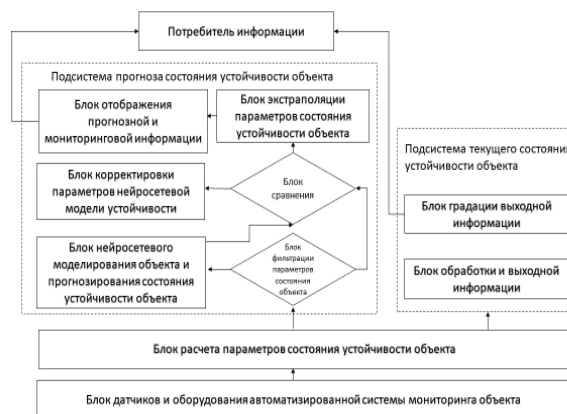 Потребитель информации
Подсистема прогноза состояния устойчивости объекта
Блок отображения
прогнозной и
мониторинговой информации
Блок экстраполяции
параметров состояния
устойчивости объекта
Подсистема текущего состояния
устойчивости объекта
Блок корректировки
параметров нейросетевой
модели устойчивости
Блок
сравнения
Блок градации выходной
информации
Блок нейросетевого
моделирования объекта и
прогнозирования состояния
устойчивости объекта
Блок
фильтрации
параметров
состояния
объекта
Блок обработки и выходной
информации
Блок расчета параметров состояния устойчивости объекта
Блок датчиков и оборудования автоматизированной системы мониторинга объекта